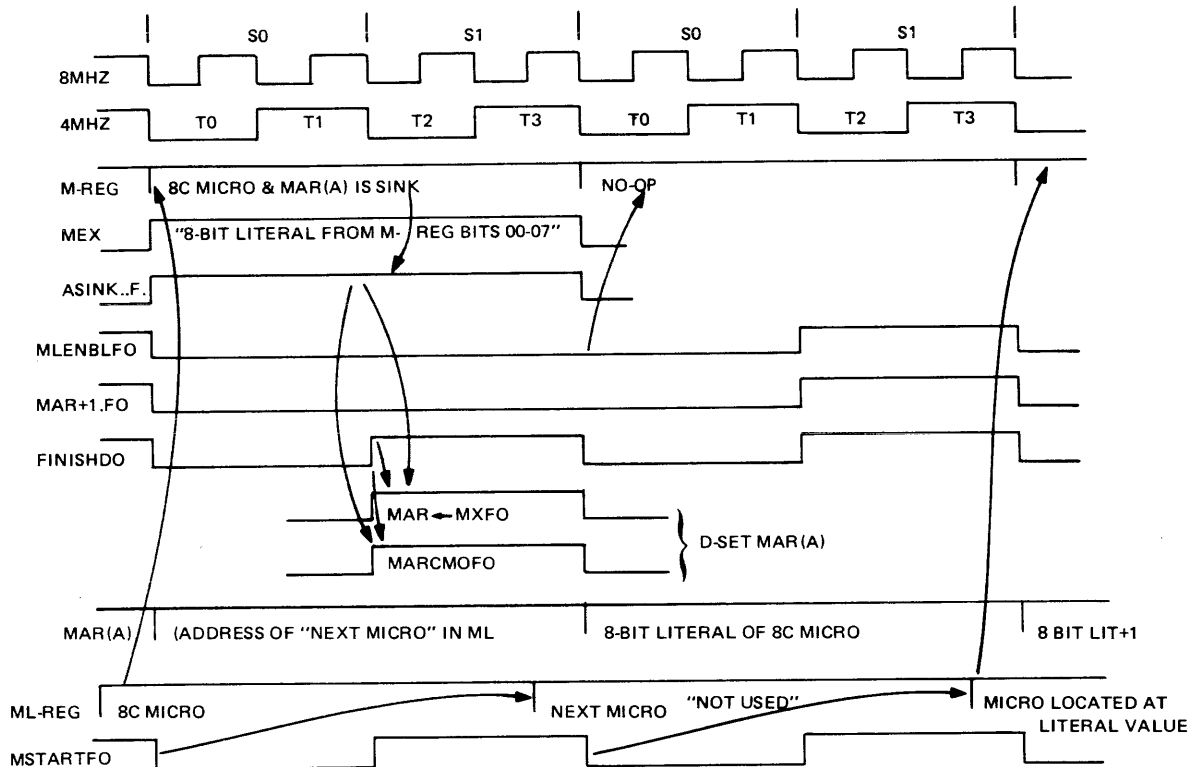 S0 S1 S0 S1
8MHZ
4MHZ T0 T1 T2 T3 T0 T1 T2 T3
M-REG 8C MICRO & MAR(A) IS SINK NO-OP
MEX "8-BIT LITERAL FROM M- REG BITS 00-07"
ASINK..F.
MLENBLFO
MAR+1.FO
FINISHDO
MAR ← MXFO
D-SET MAR(A)
MARCMOFO
MAR(A) (ADDRESS OF "NEXT MICRO" IN ML 8-BIT LITERAL OF 8C MICRO 8 BIT LIT+1
ML-REG 8C MICRO NEXT MICRO "NOT USED" MICRO LOCATED AT
LITERAL VALUE
MSTARTFO